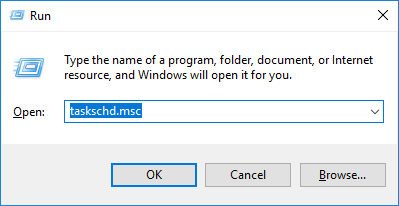 Run
Type the name of a program, folder, document, or Internet
resource, and Windows will open it for you.
Open: taskschd.msc
OK Cancel Browse...